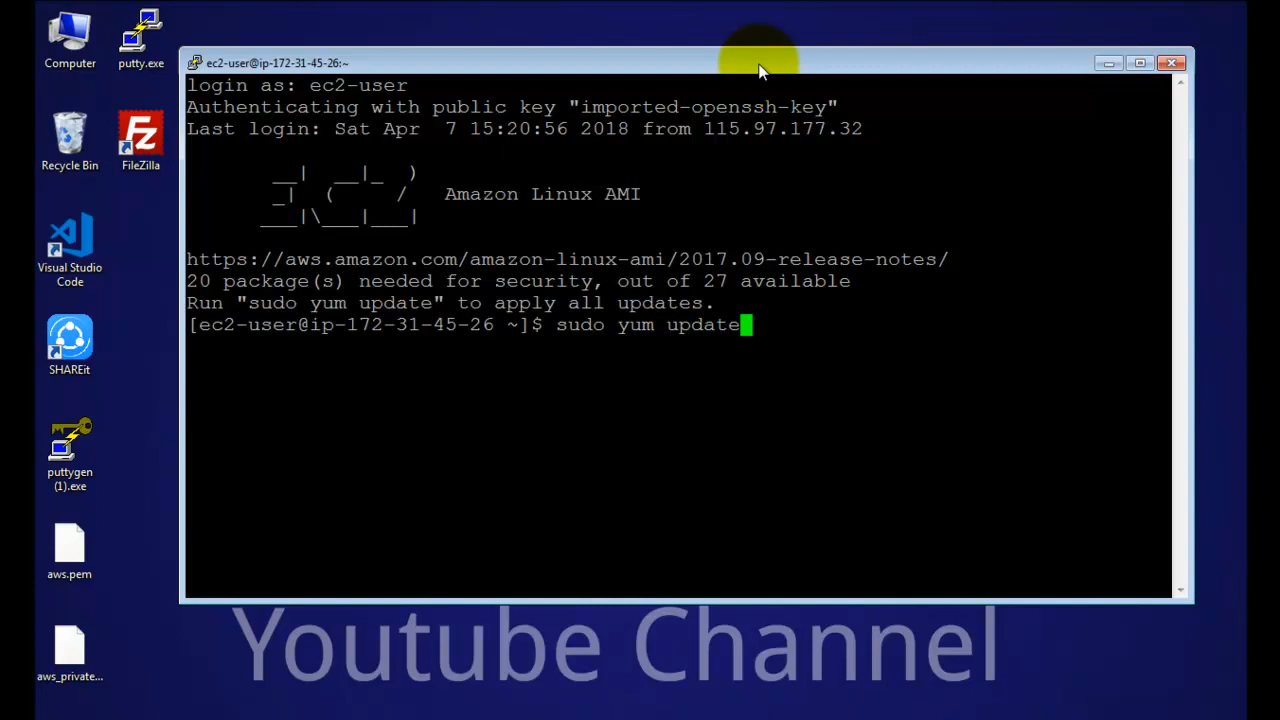 Computer
putty.exe
Recycle Bin
FileZilla
Visual Studio
Code
SHAREit
puttygen
(1).exe
aws.pem
aws_private...
ec2-user@ip-172-31-45-26:~
login as: ec2-user
Authenticating with public key "imported-openssh-key"
Last login: Sat Apr  7 15:20:56 2018 from 115.97.177.32
       __|  __|_  )
       _|  (     /   Amazon Linux AMI
      ___|\___|___|
https://aws.amazon.com/amazon-linux-ami/2017.09-release-notes/
20 package(s) needed for security, out of 27 available
Run "sudo yum update" to apply all updates.
[ec2-user@ip-172-31-45-26 ~]$ sudo yum update
Youtube Channel